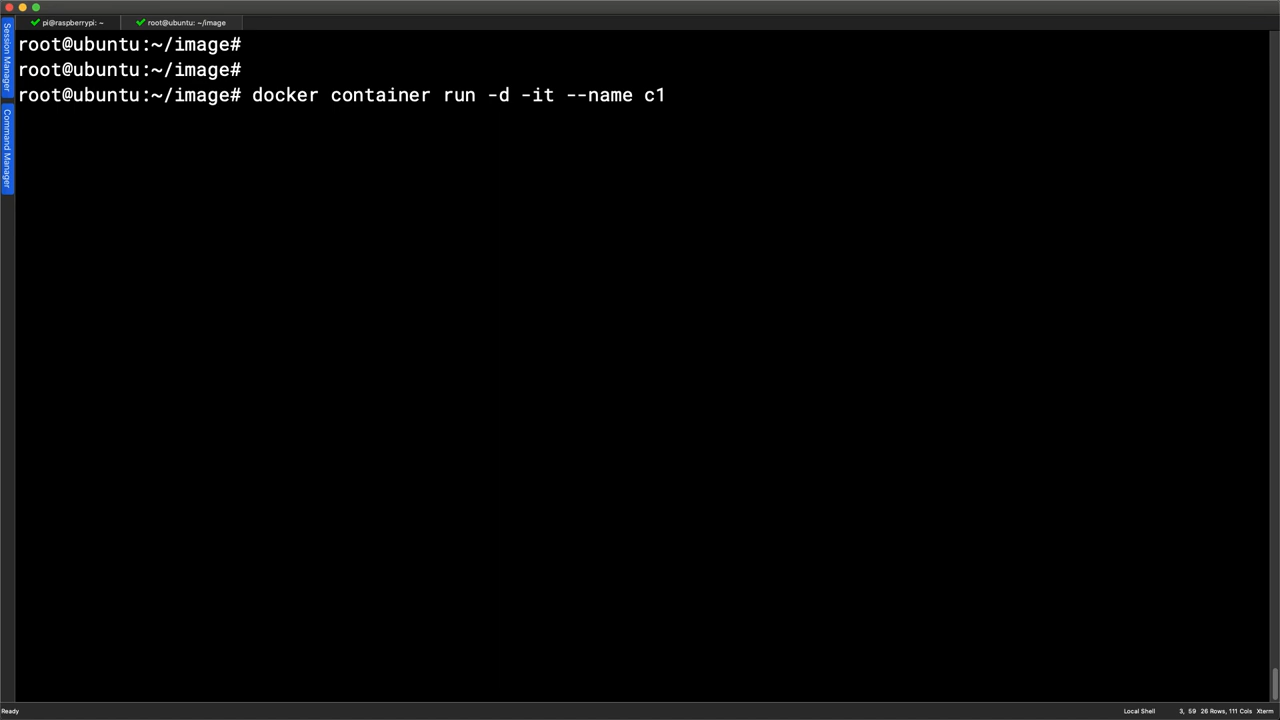 pi@raspberrypi: ~
root@ubuntu: ~/image
Session Manager
Command Manager
root@ubuntu:~/image#
root@ubuntu:~/image#
root@ubuntu:~/image# docker container run -d -it --name c1
Ready
Local Shell
3, 59 26 Rows, 111 Cols Xterm